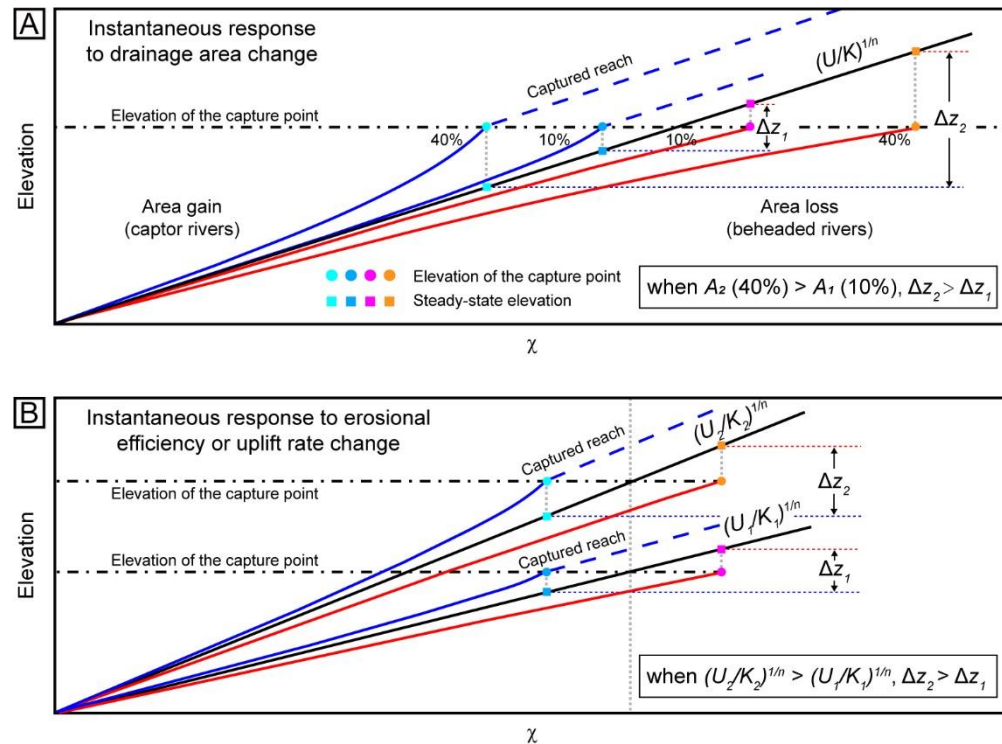 A
Instantaneous response
to drainage area change
Captured reach
(U/K)^1/n
Elevation of the capture point
40%
10%
10%
40%
Δz₁
Δz₂
Elevation
Area gain
(captor rivers)
Area loss
(beheaded rivers)
Elevation of the capture point
Steady-state elevation
when A₂ (40%) > A₁ (10%), Δz₂ > Δz₁
χ
B
Instantaneous response to erosional
efficiency or uplift rate change
Captured reach
(U₂/K₂)^1/n
Elevation of the capture point
Δz₂
Elevation
Captured reach
(U₁/K₁)^1/n
Elevation of the capture point
Δz₁
when (U₂/K₂)^1/n > (U₁/K₁)^1/n, Δz₂ > Δz₁
χ